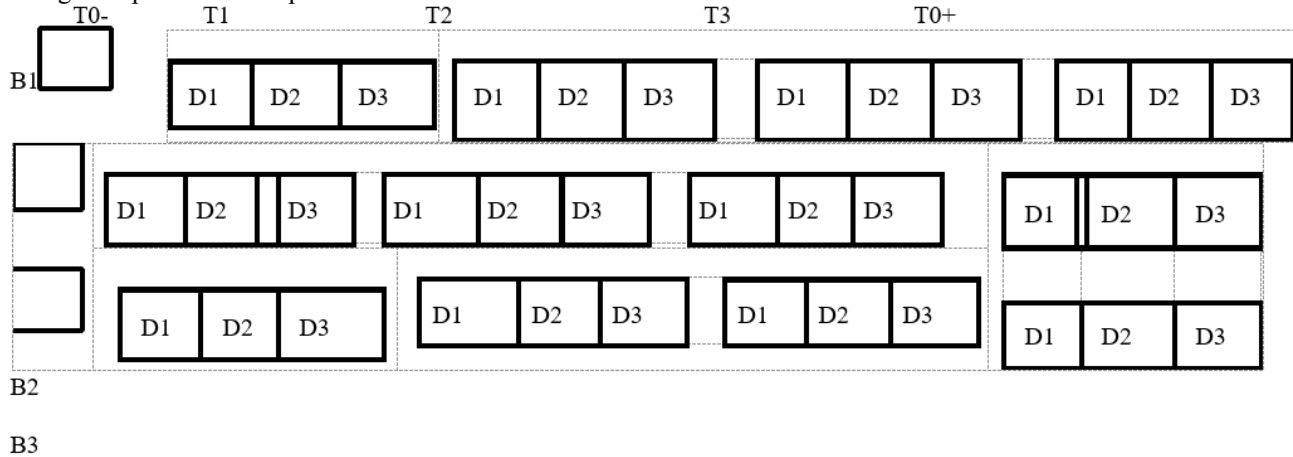 T0- T1 T2 T3 T0+
B1 D1 D2 D3 D1 D2 D3 D1 D2 D3 D1 D2 D3
D1 D2 D3 D1 D2 D3 D1 D2 D3 D1 D2 D3
D1 D2 D3 D1 D2 D3 D1 D2 D3 D1 D2 D3
B2
B3